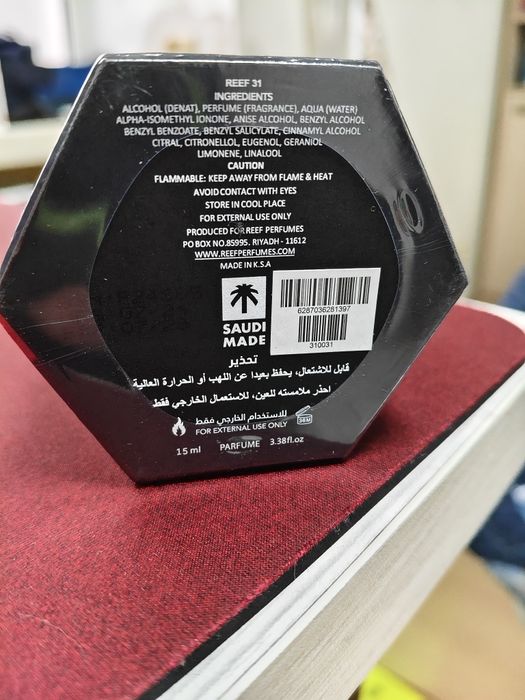 REEF 31
INGREDIENTS
ALCOHOL (DENAT), PERFUME (FRAGRANCE), AQUA (WATER)
ALPHA-ISOMETHYL IONONE, ANISE ALCOHOL, BENZYL ALCOHOL
BENZYL BENZOATE, BENZYL SALICYLATE, CINNAMYL ALCOHOL
CITRAL, CITRONELLOL, EUGENOL, GERANIOL
LIMONENE, LINALOOL
CAUTION
FLAMMABLE: KEEP AWAY FROM FLAME & HEAT
AVOID CONTACT WITH EYES
STORE IN COOL PLACE
FOR EXTERNAL USE ONLY
PRODUCED FOR REEF PERFUMES
PO BOX NO.85995. RIYADH - 11612
WWW.REEFPERFUMES.COM
MADE IN K.S.A
SAUDI
MADE
6287036281397
310031
تحذير
قابل للاشتعال، يحفظ بعيدا عن اللهب أو الحرارة العالية
احذر ملامسته للعين، للاستعمال الخارجي فقط
للاستخدام الخارجي فقط
FOR EXTERNAL USE ONLY
15 ml PARFUME 3.38fl.oz